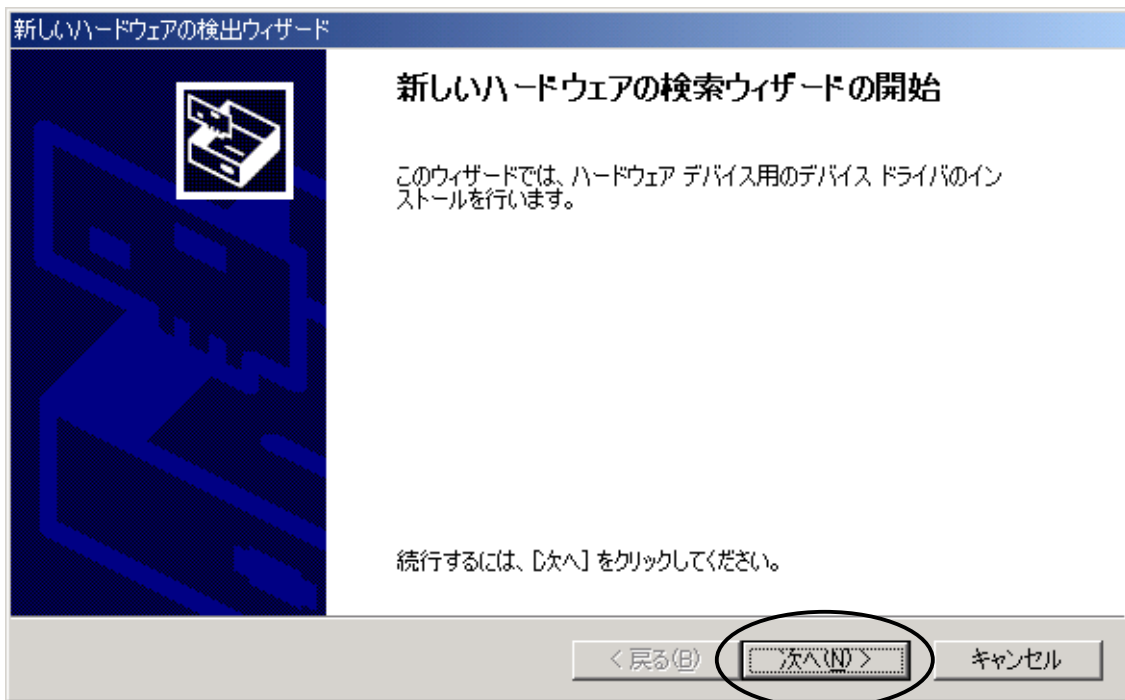 新しいハードウェアの検出ウィザード
新しいハードウェアの検索ウィザードの開始
このウィザードでは、ハードウェア デバイス用のデバイス ドライバのイン
ストールを行います。
続行するには、[次へ] をクリックしてください。
< 戻る(B)
次へ(N) >
キャンセル